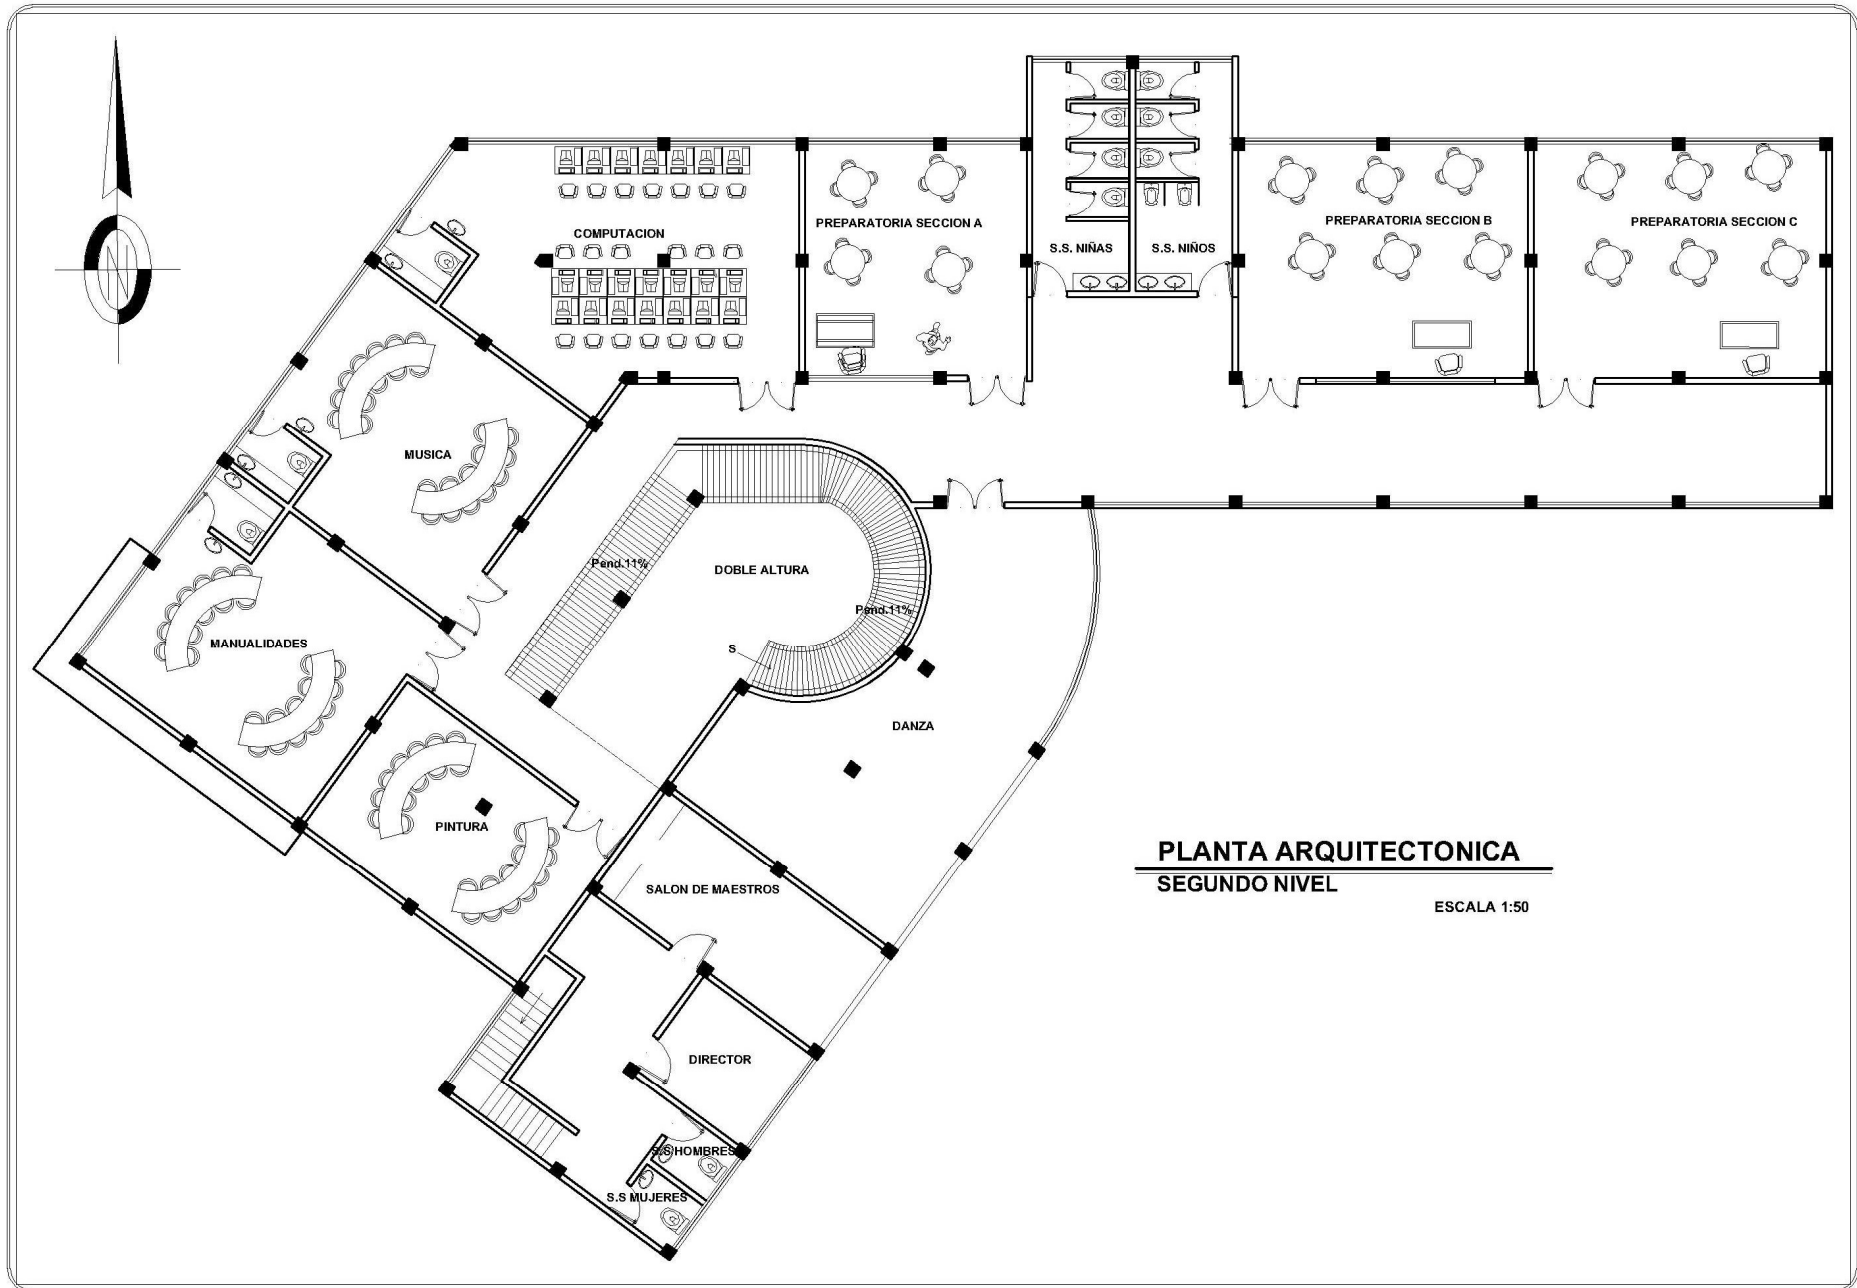 COMPUTACION
PREPARATORIA SECCION A
S.S. NIÑAS
S.S. NIÑOS
PREPARATORIA SECCION B
PREPARATORIA SECCION C
N
MUSICA
Pend.11%
DOBLE ALTURA
Pend.11%
MANUALIDADES
S
DANZA
PINTURA
SALON DE MAESTROS
DIRECTOR
S.S HOMBRES
S.S MUJERES
PLANTA ARQUITECTONICA
SEGUNDO NIVEL
ESCALA 1:50